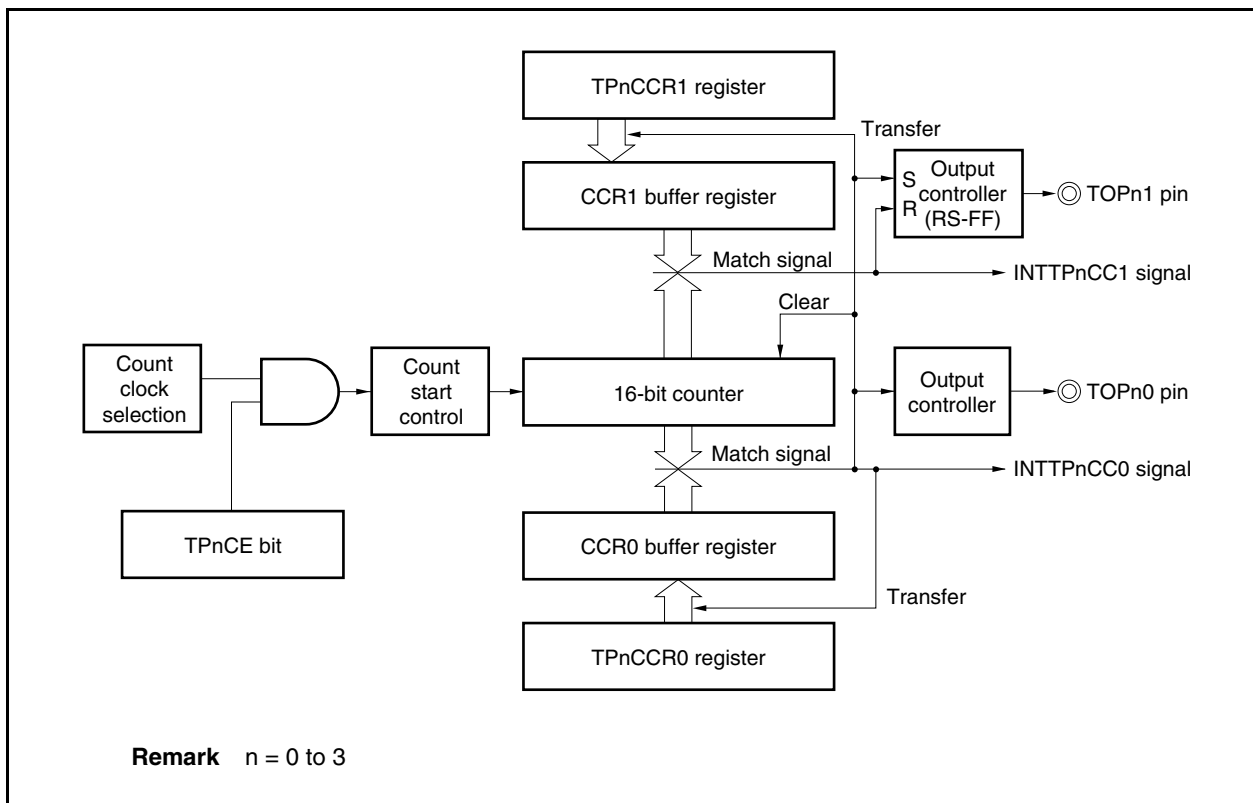 TPnCCR1 register
Transfer
CCR1 buffer register
S
R
Output
controller
(RS-FF)
TOPn1 pin
Match signal
INTTPnCC1 signal
Clear
Count
clock
selection
Count
start
control
16-bit counter
Output
controller
TOPn0 pin
Match signal
INTTPnCC0 signal
TPnCE bit
CCR0 buffer register
Transfer
TPnCCR0 register
Remark n = 0 to 3